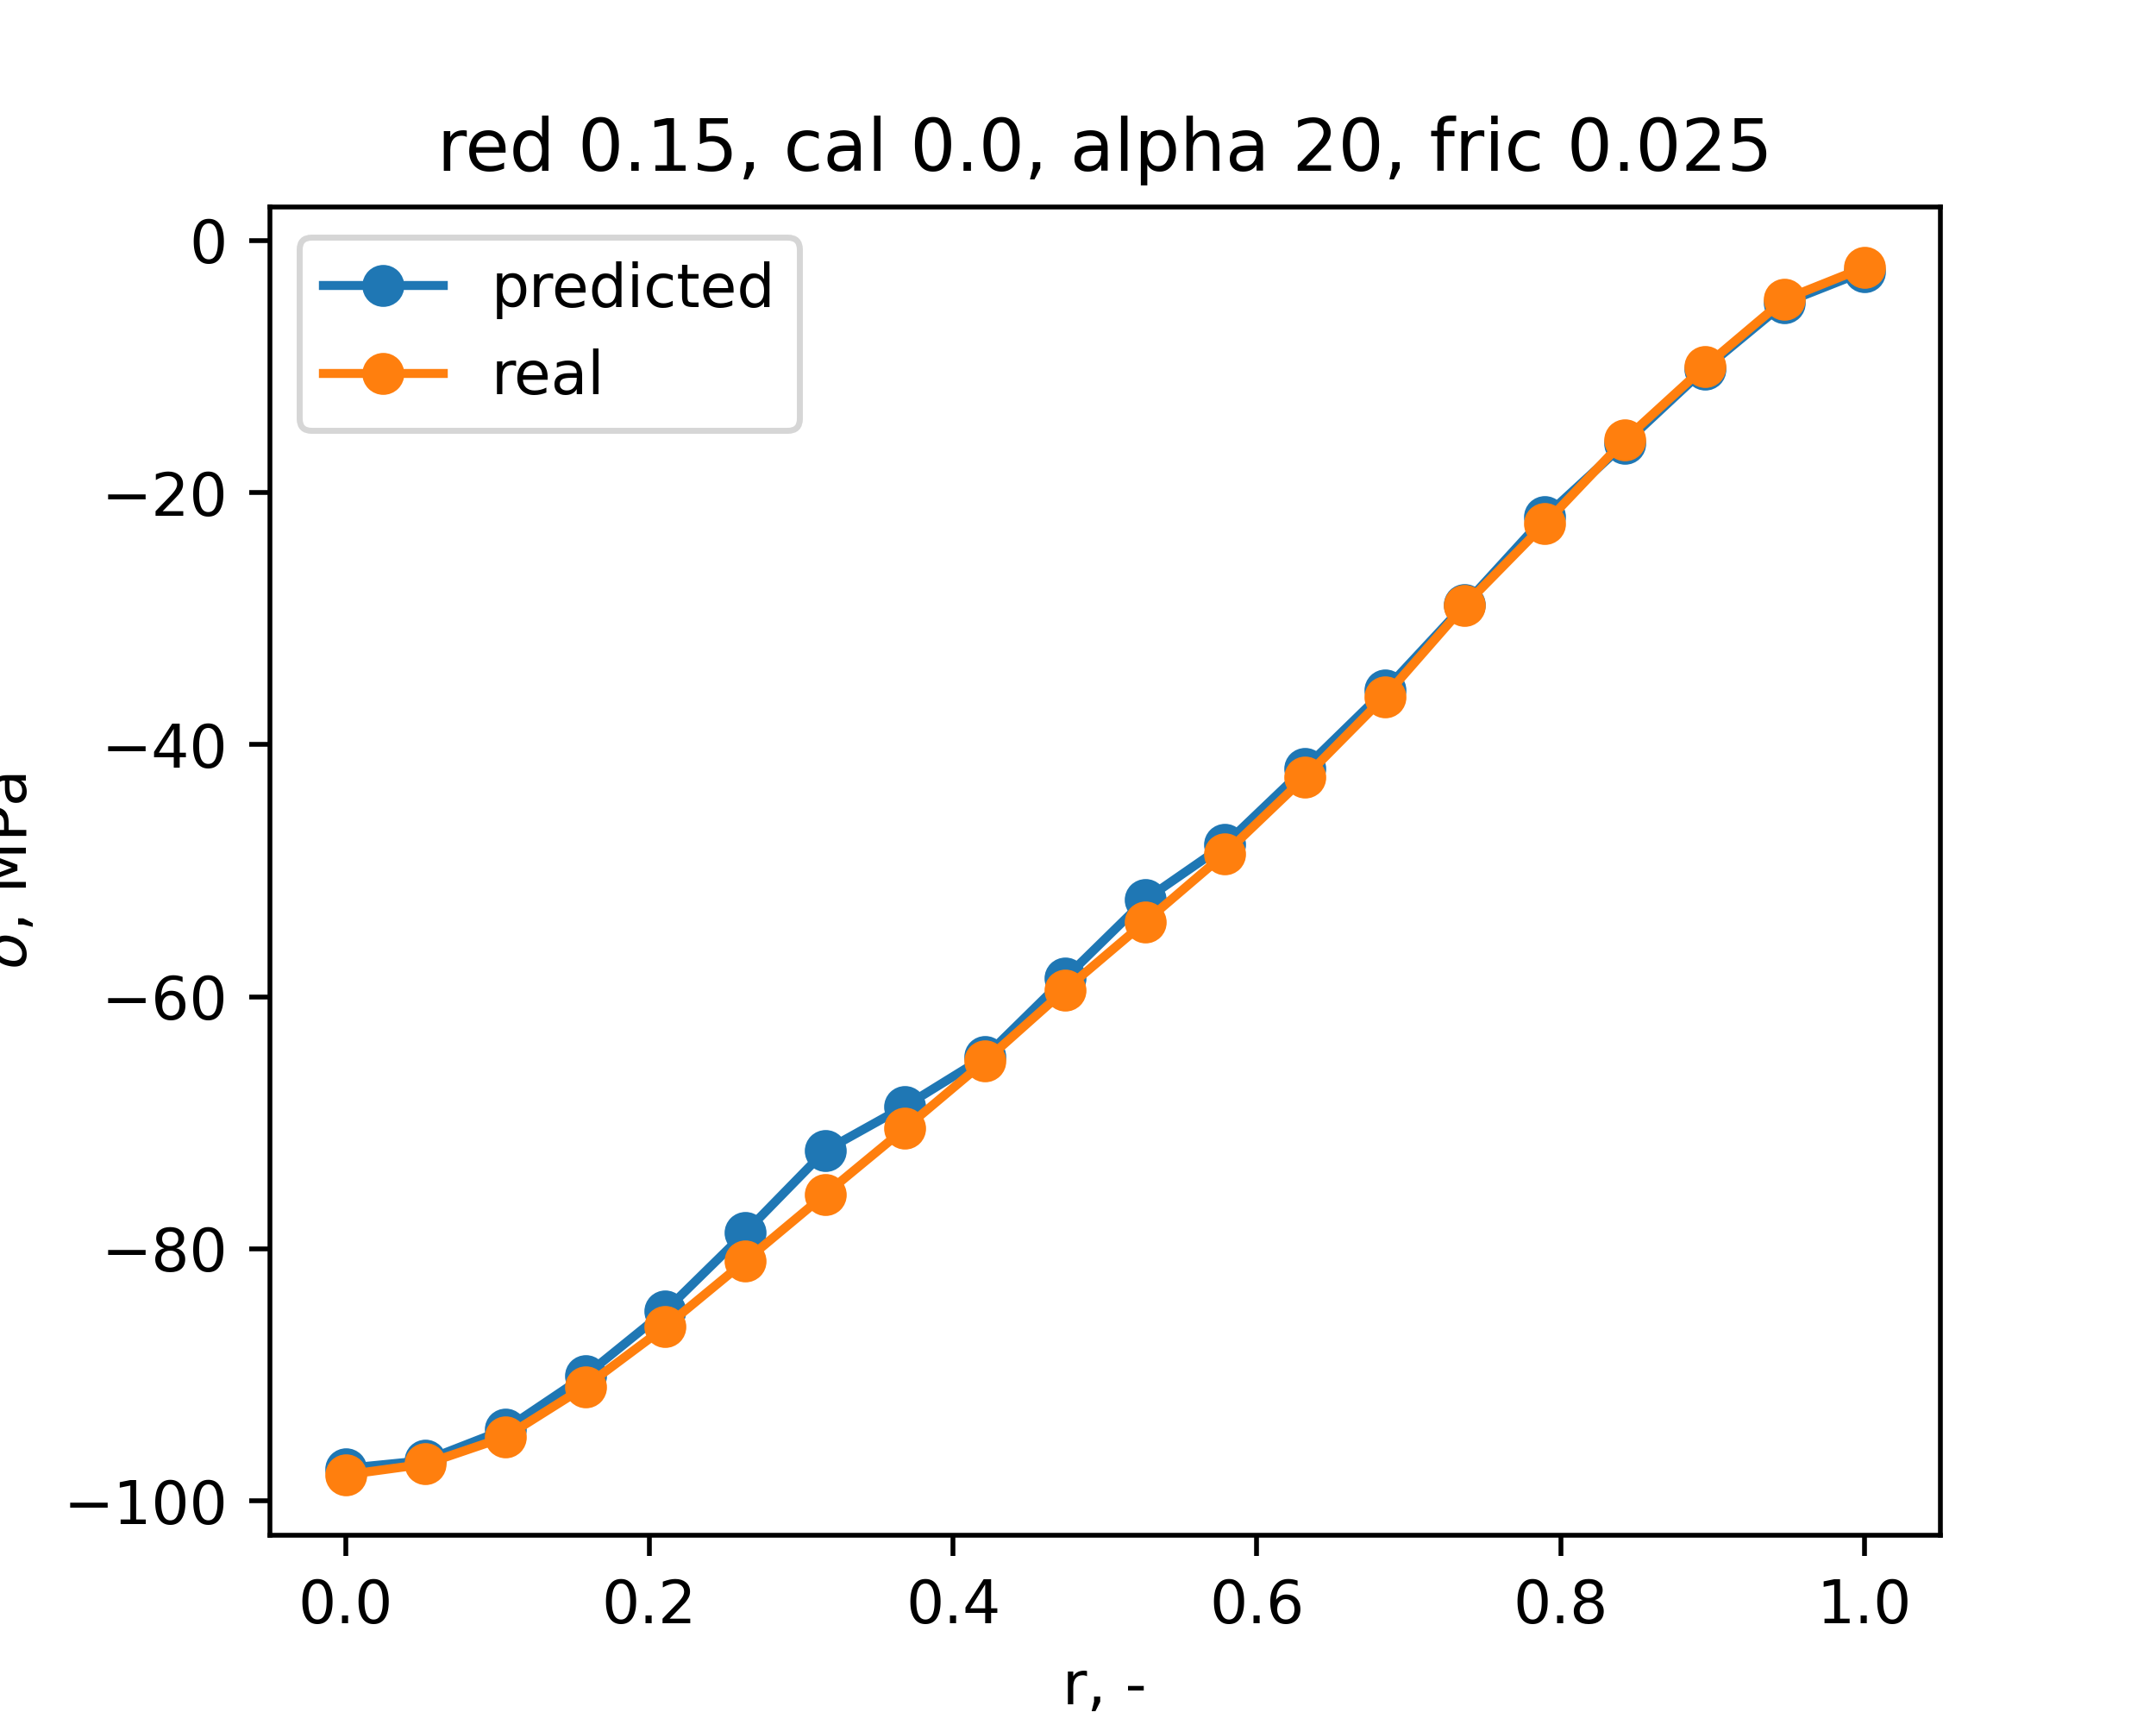 red 0.15, cal 0.0, alpha 20, fric 0.025
predicted
real
0
−20
−40
−60
−80
−100
σ, MPa
0.0 0.2 0.4 0.6 0.8 1.0
r, -